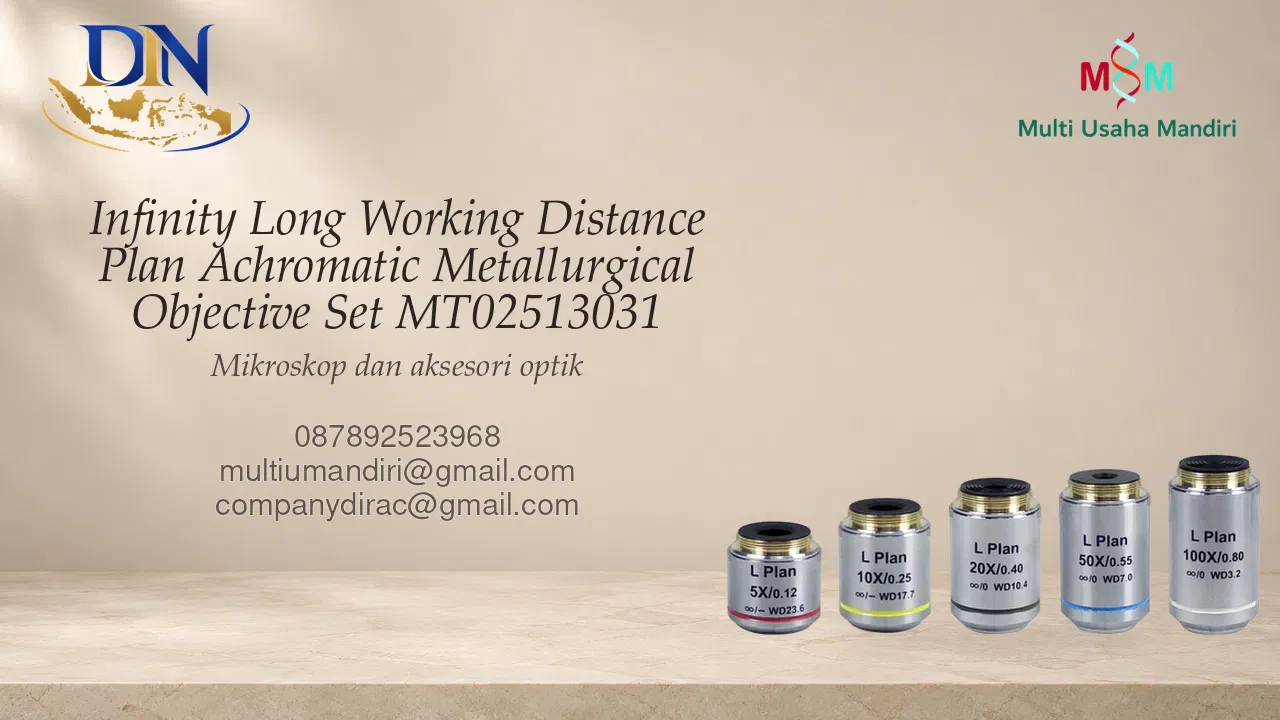 DIN
M M
Multi Usaha Mandiri
Infinity Long Working Distance
Plan Achromatic Metallurgical
Objective Set MT02513031
Mikroskop dan aksesori optik
087892523968
multiumandiri@gmail.com
companydirac@gmail.com
L Plan
5X/0.12
∞/– WD23.6
L Plan
10X/0.25
∞/– WD17.7
L Plan
20X/0.40
∞/0 WD10.4
L Plan
50X/0.55
∞/0 WD7.0
L Plan
100X/0.80
∞/0 WD3.2